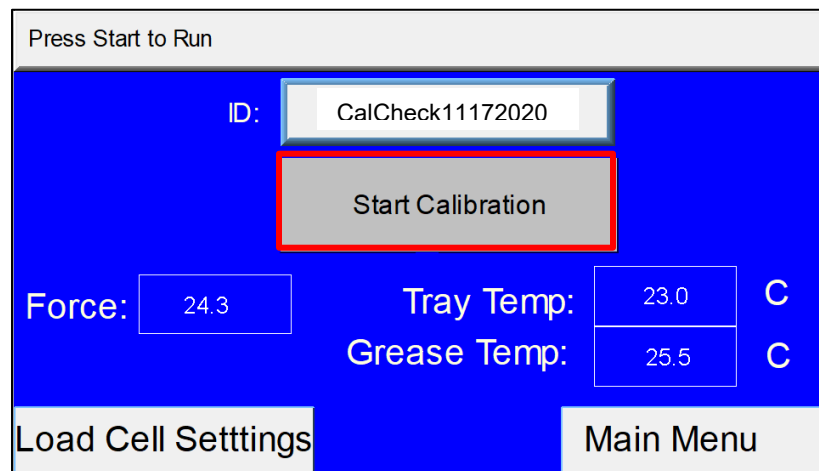 Press Start to Run
ID: CalCheck11172020
Start Calibration
Force: 24.3 Tray Temp: 23.0 C
Grease Temp: 25.5 C
Load Cell Setttings Main Menu